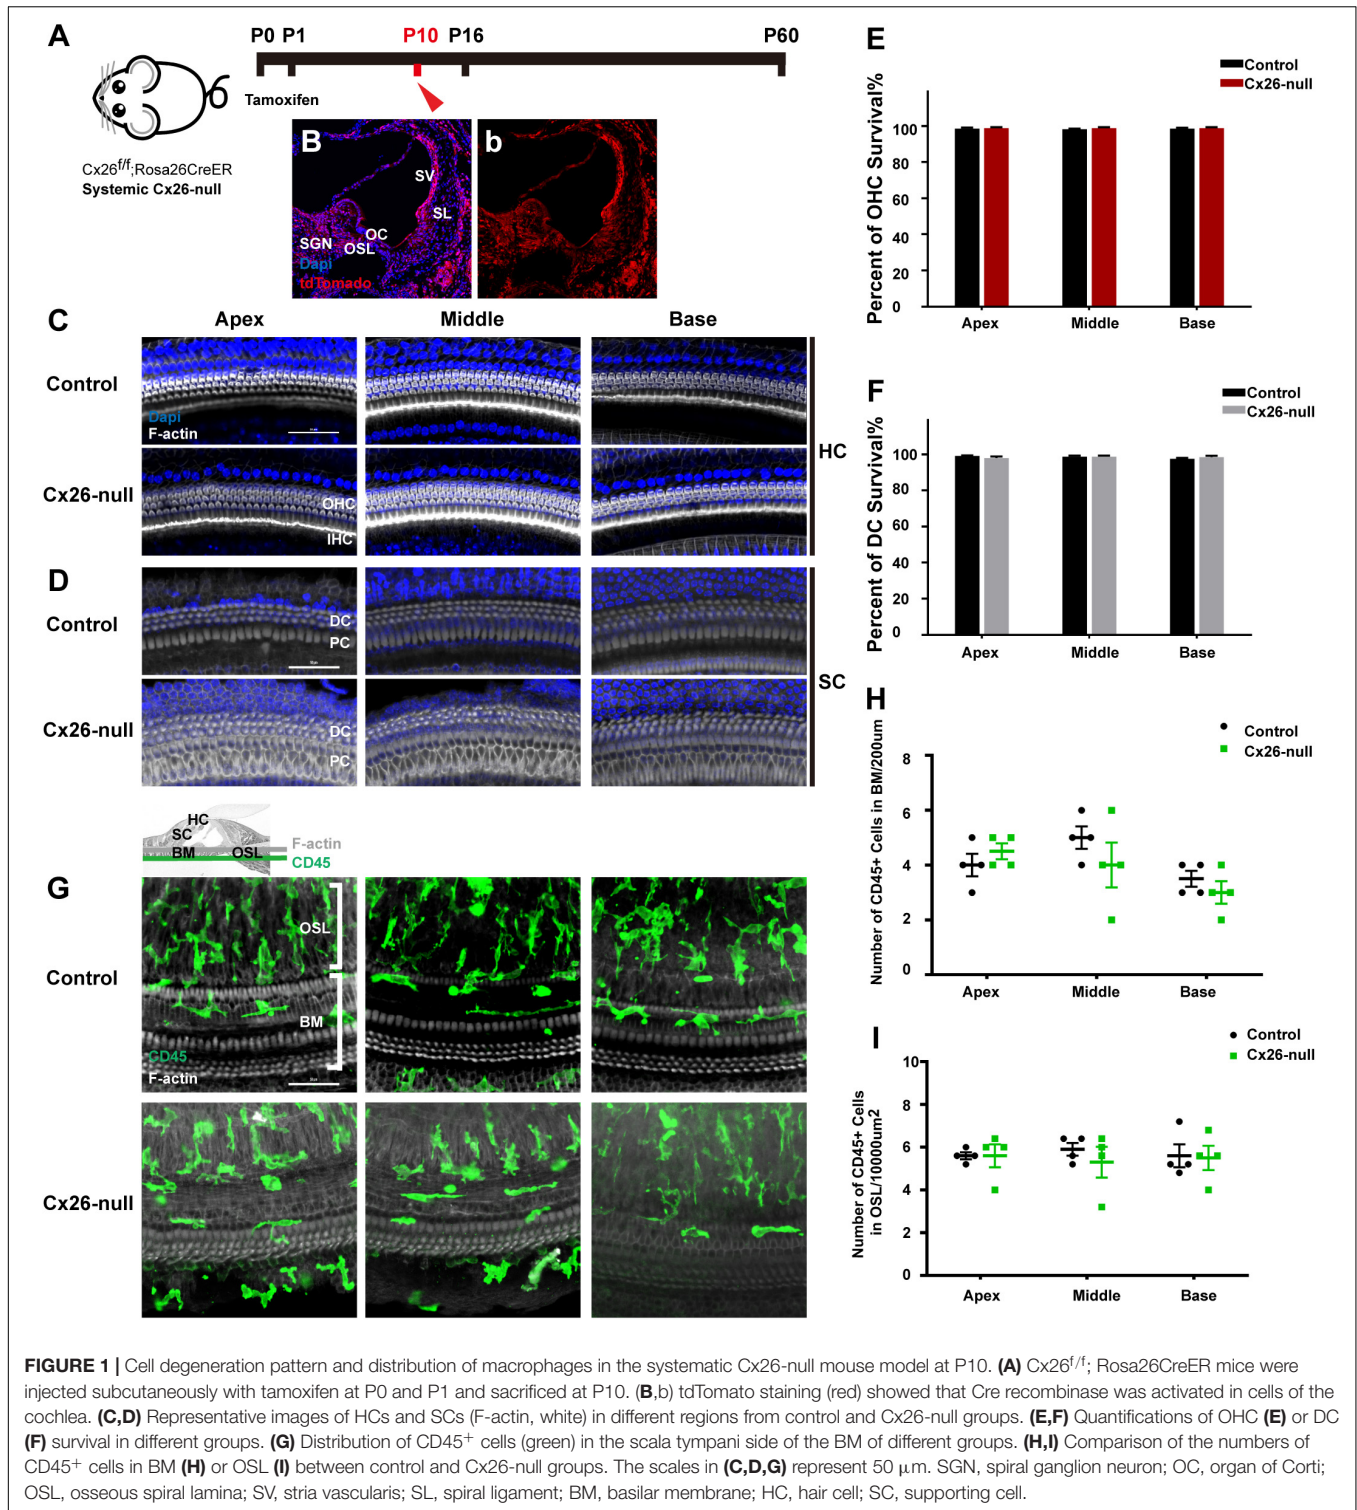 A
P0 P1 P10 P16 P60
Tamoxifen
Cx26f/f;Rosa26CreER
Systemic Cx26-null
B
SV
SL
OC
SGN
OSL
Dapi
tdTomado
b
C
Apex Middle Base
Control
Dapi
F-actin
Cx26-null
OHC
IHC
HC
D
Control
DC
PC
Cx26-null
DC
PC
SC
HC
SC
BM OSL
F-actin
CD45
G
OSL
Control
BM
CD45
F-actin
Cx26-null
E
Control
Cx26-null
Percent of OHC Survival%
100
80
60
40
20
0
Apex Middle Base
F
Control
Cx26-null
Percent of DC Survival%
100
80
60
40
20
0
Apex Middle Base
H
Control
Cx26-null
Number of CD45+ Cells in BM/200um
8
6
4
2
0
Apex Middle Base
I
Control
Cx26-null
Number of CD45+ Cells
in OSL/10000um2
10
8
6
4
2
0
Apex Middle Base
FIGURE 1 | Cell degeneration pattern and distribution of macrophages in the systematic Cx26-null mouse model at P10. (A) Cx26f/f; Rosa26CreER mice were
injected subcutaneously with tamoxifen at P0 and P1 and sacrificed at P10. (B,b) tdTomato staining (red) showed that Cre recombinase was activated in cells of the
cochlea. (C,D) Representative images of HCs and SCs (F-actin, white) in different regions from control and Cx26-null groups. (E,F) Quantifications of OHC (E) or DC
(F) survival in different groups. (G) Distribution of CD45+ cells (green) in the scala tympani side of the BM of different groups. (H,I) Comparison of the numbers of
CD45+ cells in BM (H) or OSL (I) between control and Cx26-null groups. The scales in (C,D,G) represent 50 μm. SGN, spiral ganglion neuron; OC, organ of Corti;
OSL, osseous spiral lamina; SV, stria vascularis; SL, spiral ligament; BM, basilar membrane; HC, hair cell; SC, supporting cell.